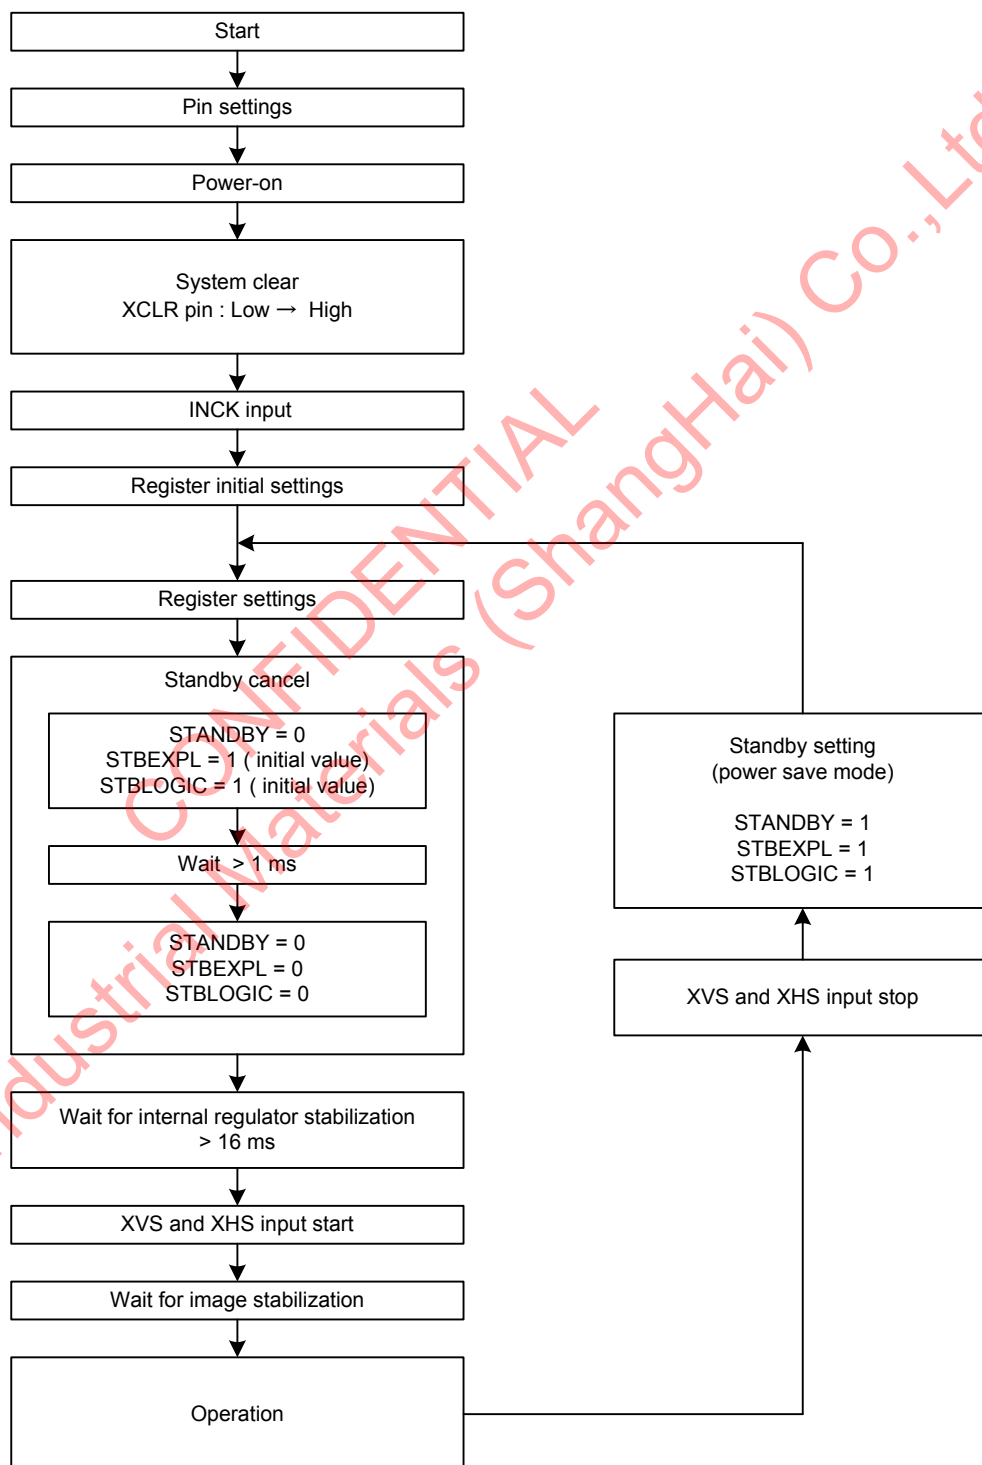 Start
Pin settings
Power-on
System clear
XCLR pin : Low → High
INCK input
Register initial settings
Register settings
Standby cancel
STANDBY = 0
STBEXPL = 1 ( initial value)
STBLOGIC = 1 ( initial value)
Wait > 1 ms
STANDBY = 0
STBEXPL = 0
STBLOGIC = 0
Wait for internal regulator stabilization
> 16 ms
XVS and XHS input start
Wait for image stabilization
Operation
Standby setting
(power save mode)
STANDBY = 1
STBEXPL = 1
STBLOGIC = 1
XVS and XHS input stop
CONFIDENTIAL
Industrial Materials (ShangHai) Co.,Ltd